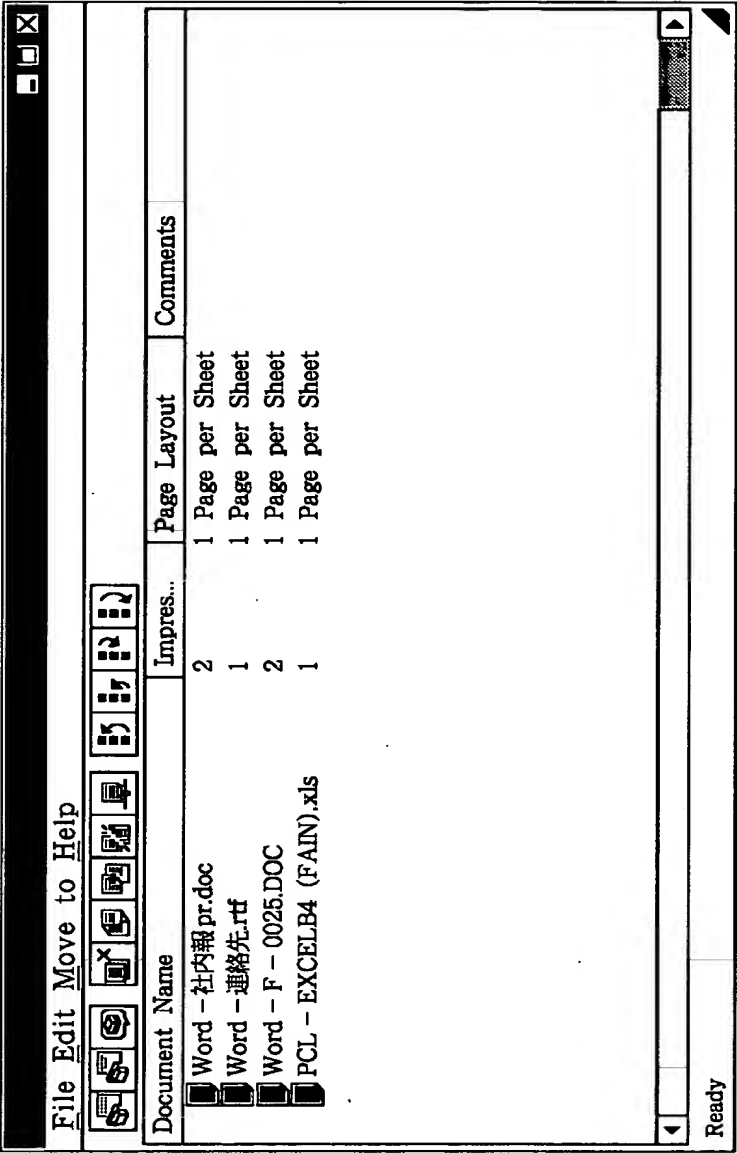 File Edit Move to Help
Document Name Impres... Page Layout Comments
Word－社内報pr.doc 2 1 Page per Sheet
Word－連絡先.rtf 1 1 Page per Sheet
Word－F－0025.DOC 2 1 Page per Sheet
PCL－EXCELB4 (FAIN).xls 1 1 Page per Sheet
Ready